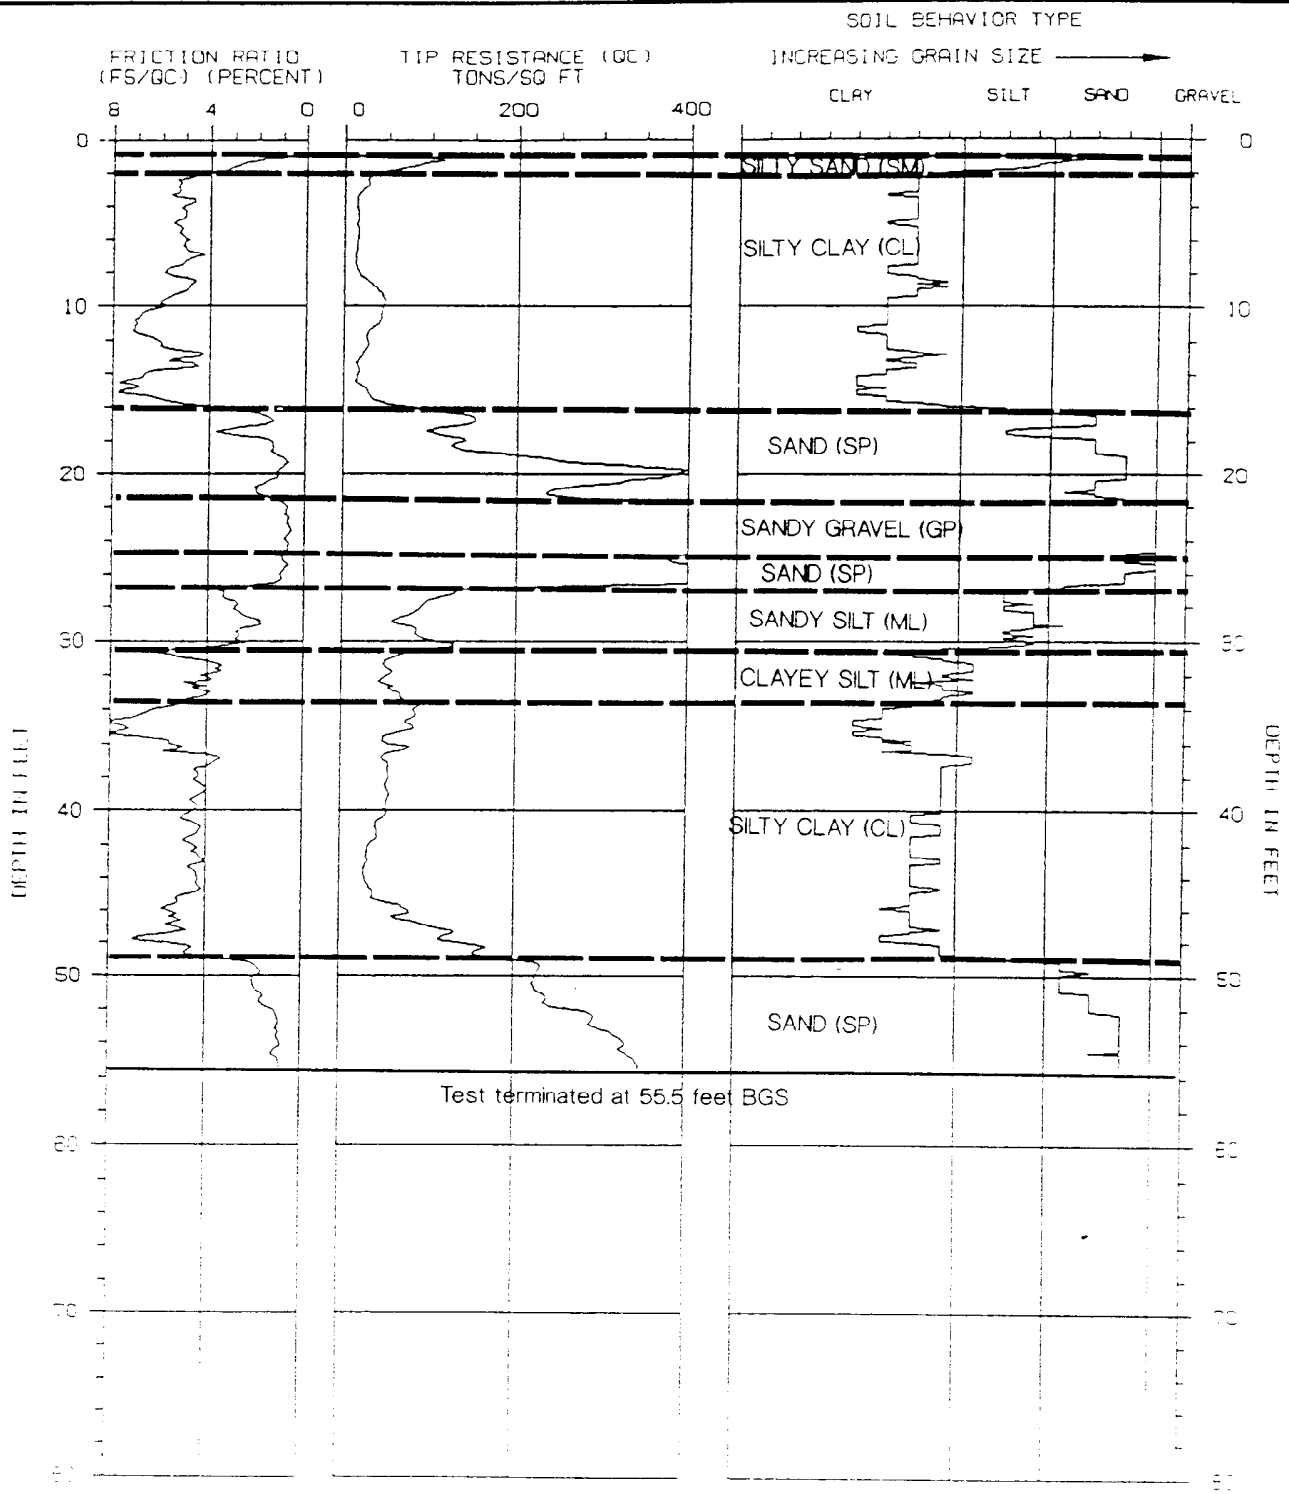 SOIL BEHAVIOR TYPE
FRICTION RATIO TIP RESISTANCE (QC) INCREASING GRAIN SIZE
(FS/QC) (PERCENT) TONS/SQ FT
CLAY SILT SAND GRAVEL
8 4 0 0 200 400
0 0
SILTY SAND (SM)
SILTY CLAY (CL)
10 10
SAND (SP)
20 20
SANDY GRAVEL (GP)
SAND (SP)
SANDY SILT (ML)
30 30
CLAYEY SILT (ML)
DEPTH IN FEET
DEPTH IN FEET
40 40
SILTY CLAY (CL)
50 50
SAND (SP)
Test terminated at 55.5 feet BGS
60 60
70 70